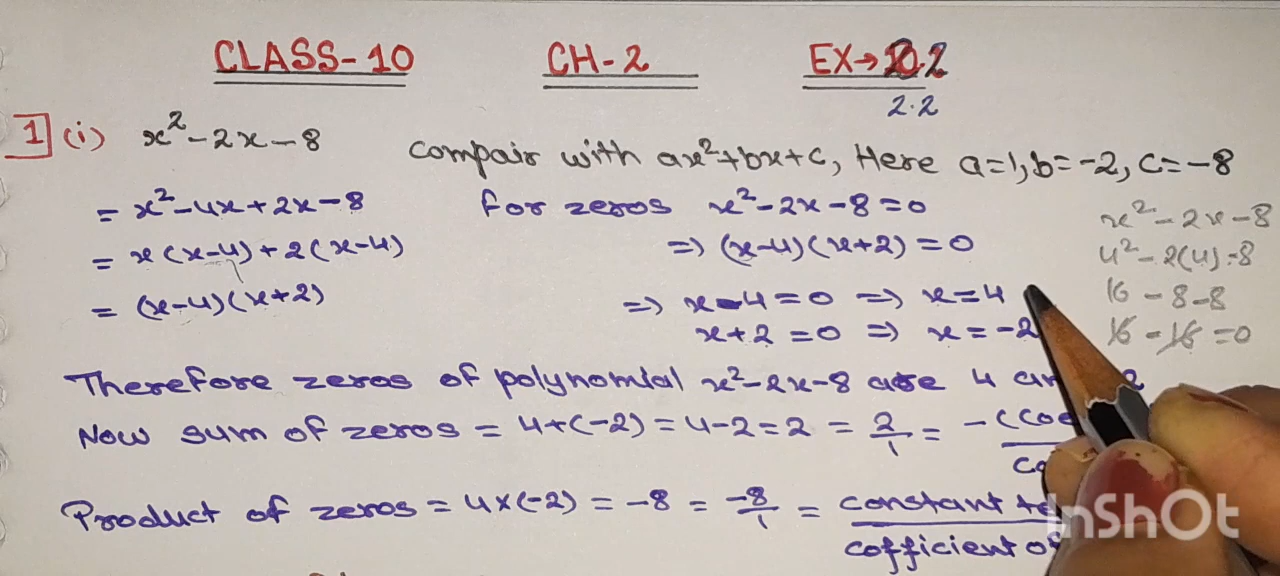 CLASS-10 CH-2 EX→ 2.2
2.2
1 (i) x²-2x-8 compair with ax²+bx+c, Here a=1, b=-2, c=-8
= x²-4x+2x-8 for zeros x²-2x-8=0
= x(x-4)+2(x-4) => (x-4)(x+2)=0
= (x-4)(x+2) => x-4=0 => x=4
x+2=0 => x=-2
x²-2x-8
4²-2(4)-8
16-8-8
16-16=0
Therefore zeros of polynomial x²-2x-8 are 4
Now sum of zeros = 4+(-2)=4-2=2 = 2/1 = -(
Product of zeros = 4×(-2)=-8 = -8/1 = constant
cofficient of
InShOt